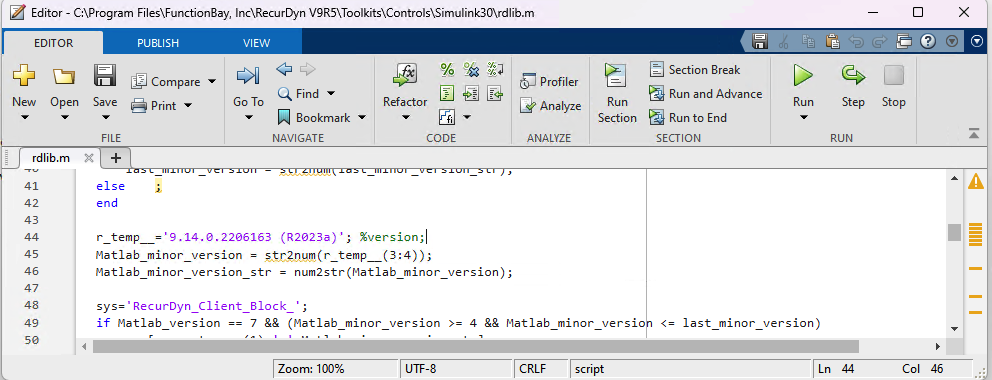 Editor - C:\Program Files\FunctionBay, Inc\RecurDyn V9R5\Toolkits\Controls\Simulink30\rdlib.m
EDITOR PUBLISH VIEW
New Open Save Compare Print
FILE
Go To Find Bookmark
NAVIGATE
Refactor
CODE
Profiler Analyze
ANALYZE
Run Section Section Break Run and Advance Run to End
SECTION
Run Step Stop
RUN
rdlib.m
40 last_minor_version = str2num(last_minor_version_str);
41 else ;
42 end
43
44 r_temp__='9.14.0.2206163 (R2023a)'; %version;
45 Matlab_minor_version = str2num(r_temp__(3:4));
46 Matlab_minor_version_str = num2str(Matlab_minor_version);
47
48 sys='RecurDyn_Client_Block_';
49 if Matlab_version == 7 && (Matlab_minor_version >= 4 && Matlab_minor_version <= last_minor_version)
50
Zoom: 100% UTF-8 CRLF script Ln 44 Col 46